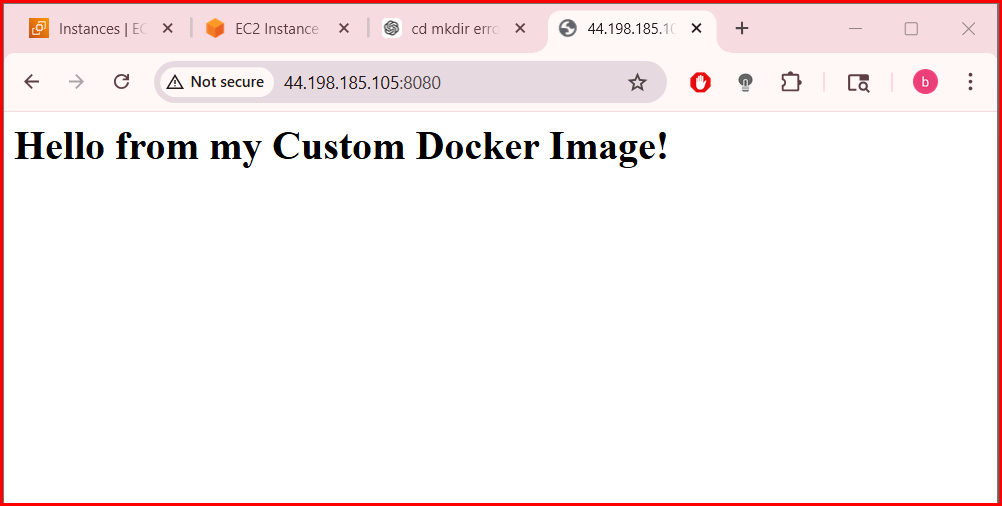 Instances | EC
EC2 Instance
cd mkdir erro
44.198.185.10
Not secure
44.198.185.105:8080
b
Hello from my Custom Docker Image!